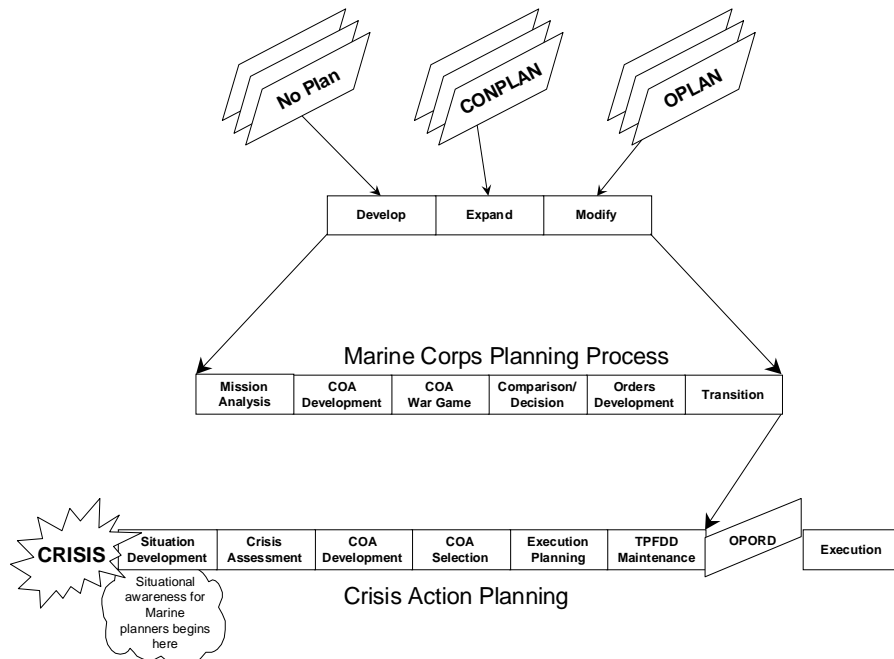 No Plan
CONPLAN
OPLAN
Develop
Expand
Modify
Marine Corps Planning Process
Mission
Analysis
COA
Development
COA
War Game
Comparison/
Decision
Orders
Development
Transition
CRISIS
Situation
Development
Crisis
Assessment
COA
Development
COA
Selection
Execution
Planning
TPFDD
Maintenance
OPORD
Execution
Situational
awareness for
Marine
planners begins
here
Crisis Action Planning